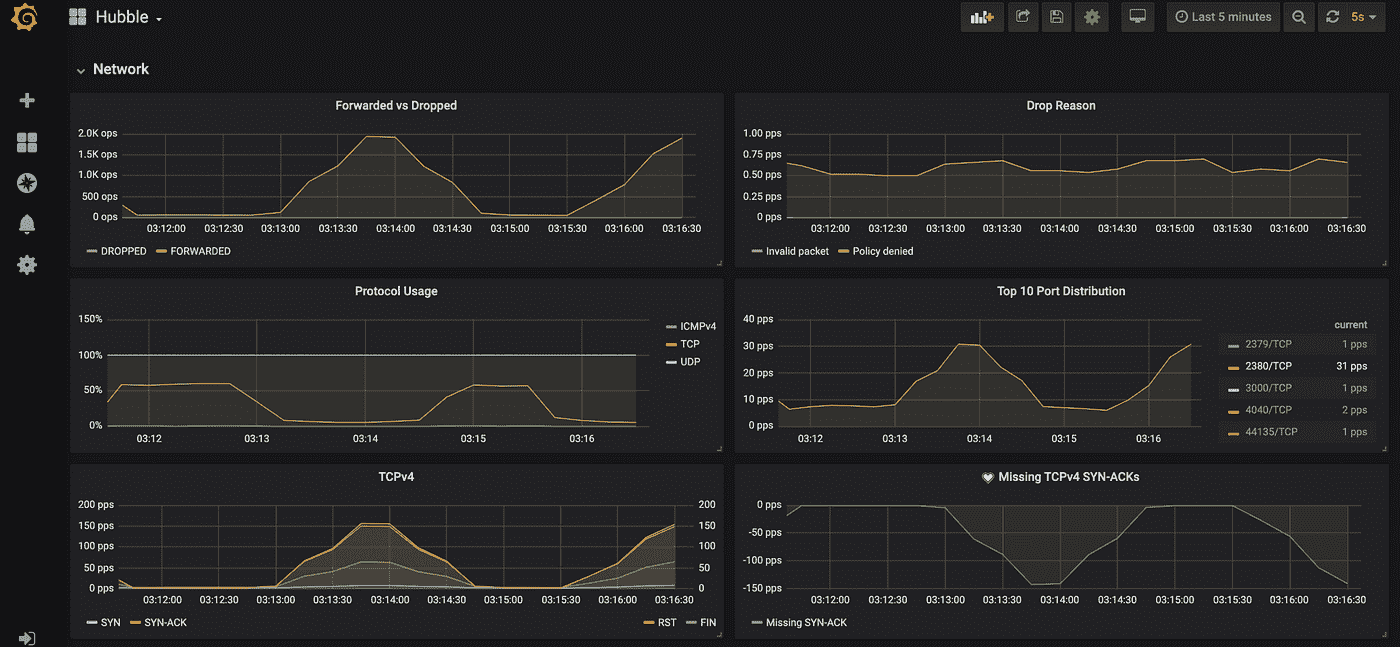 Hubble
Last 5 minutes
5s
Network
Forwarded vs Dropped
2.0K ops
1.5K ops
1.0K ops
500 ops
0 ops
03:12:00 03:12:30 03:13:00 03:13:30 03:14:00 03:14:30 03:15:00 03:15:30 03:16:00 03:16:30
DROPPED FORWARDED
Drop Reason
1.00 pps
0.75 pps
0.50 pps
0.25 pps
0 pps
03:12:00 03:12:30 03:13:00 03:13:30 03:14:00 03:14:30 03:15:00 03:15:30 03:16:00 03:16:30
Invalid packet Policy denied
Protocol Usage
150%
100%
50%
0%
03:12 03:13 03:14 03:15 03:16
ICMPv4
TCP
UDP
Top 10 Port Distribution
40 pps
30 pps
20 pps
10 pps
0 pps
03:12 03:13 03:14 03:15 03:16
current
2379/TCP 1 pps
2380/TCP 31 pps
3000/TCP 1 pps
4040/TCP 2 pps
44135/TCP 1 pps
TCPv4
200 pps 200
150 pps 150
100 pps 100
50 pps 50
0 pps 0
03:12:00 03:12:30 03:13:00 03:13:30 03:14:00 03:14:30 03:15:00 03:15:30 03:16:00 03:16:30
SYN SYN-ACK RST FIN
Missing TCPv4 SYN-ACKs
0 pps
-50 pps
-100 pps
-150 pps
03:12:00 03:12:30 03:13:00 03:13:30 03:14:00 03:14:30 03:15:00 03:15:30 03:16:00 03:16:30
Missing SYN-ACK